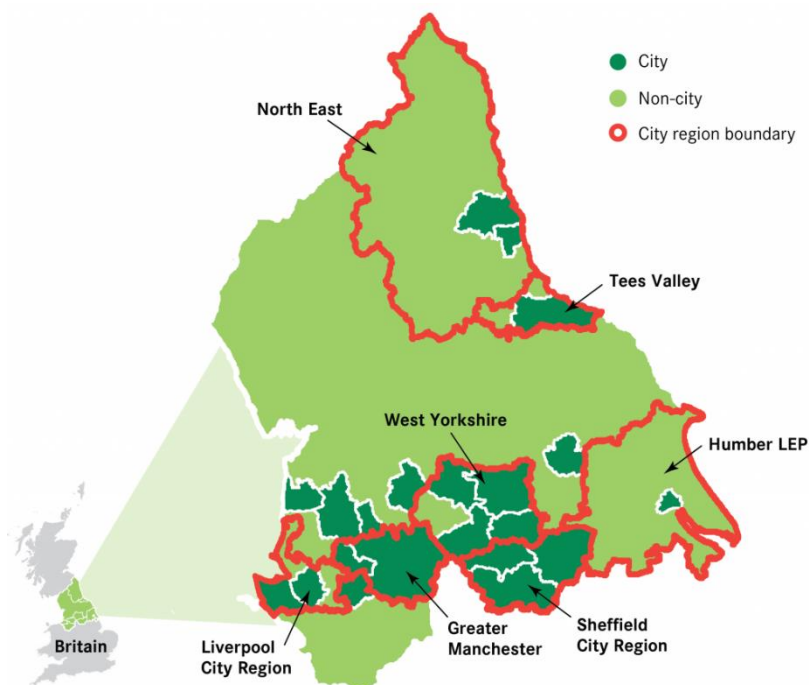 City
Non-city
City region boundary
North East
Tees Valley
West Yorkshire
Humber LEP
Liverpool
City Region
Greater
Manchester
Sheffield
City Region
Britain